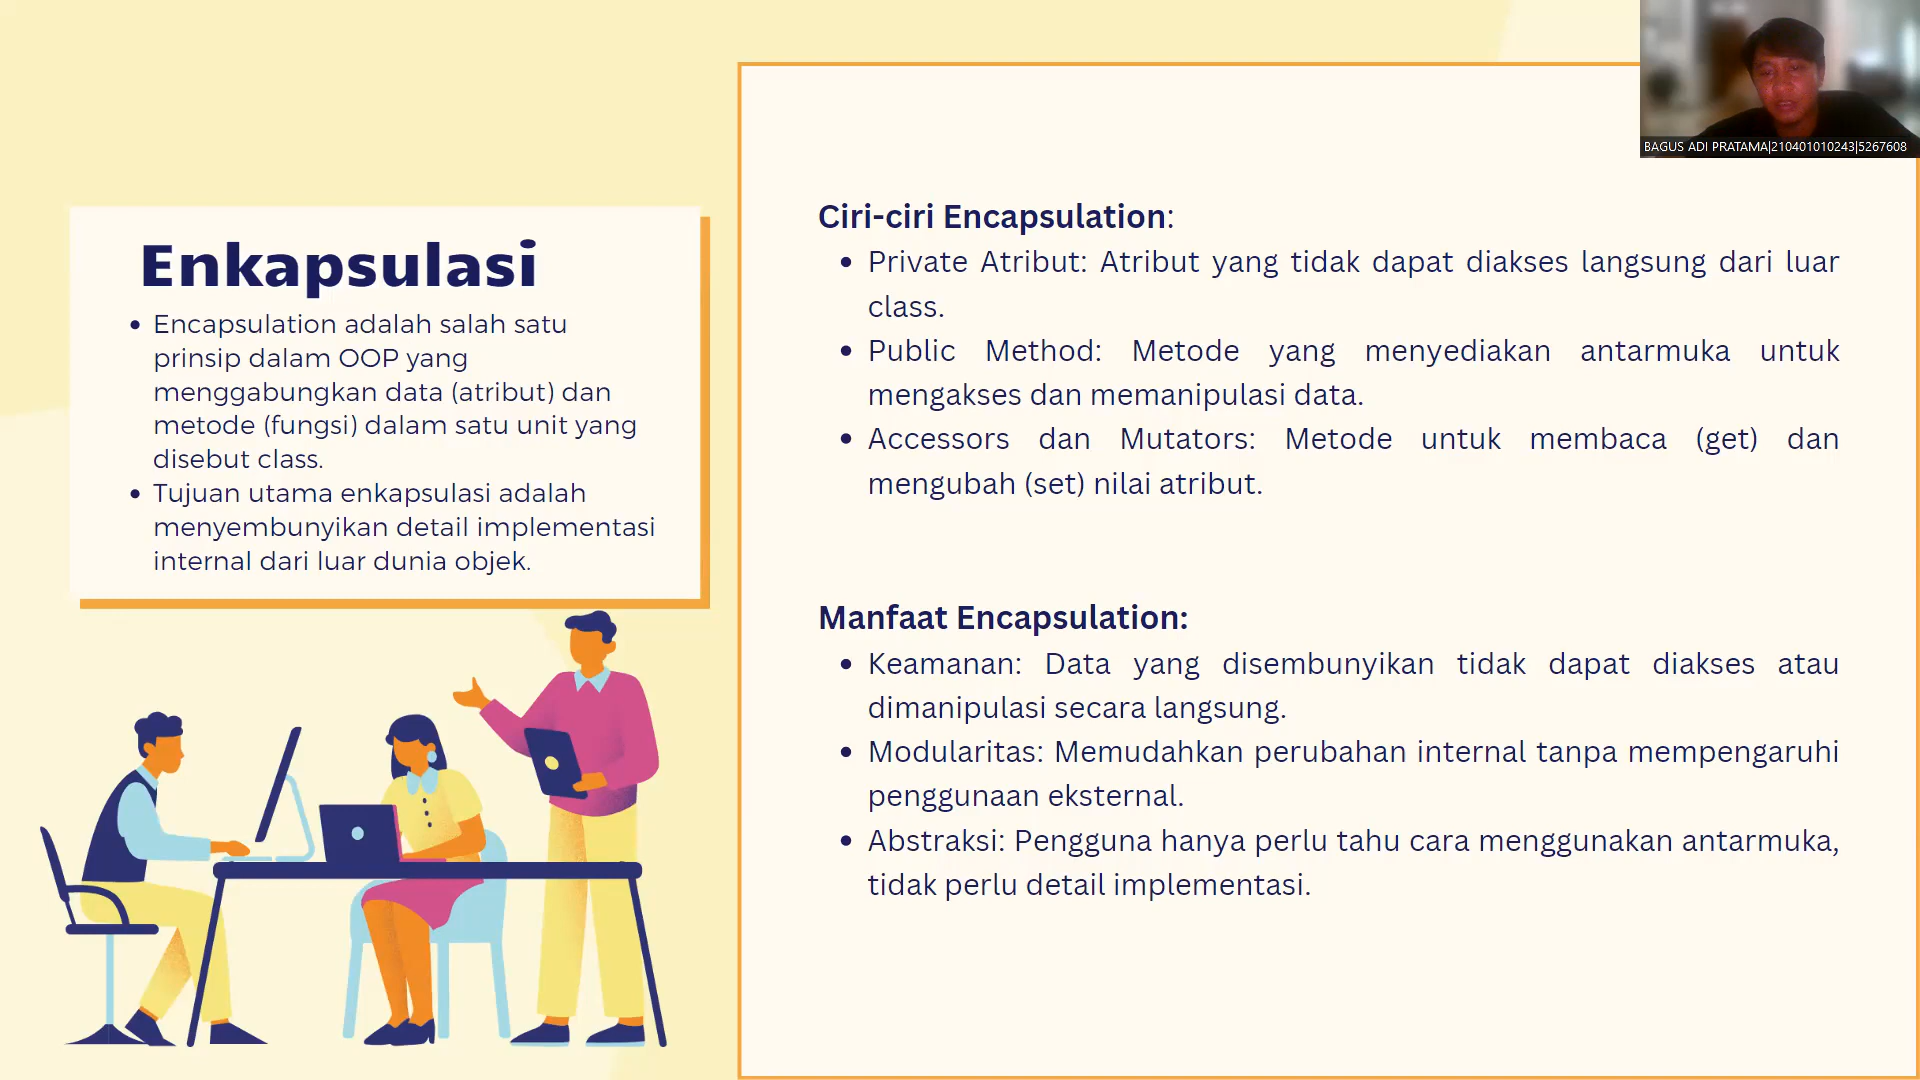 BAGUS ADI PRATAMA|210401010243|5267608
Enkapsulasi
• Encapsulation adalah salah satu
prinsip dalam OOP yang
menggabungkan data (atribut) dan
metode (fungsi) dalam satu unit yang
disebut class.
• Tujuan utama enkapsulasi adalah
menyembunyikan detail implementasi
internal dari luar dunia objek.
Ciri-ciri Encapsulation:
• Private Atribut: Atribut yang tidak dapat diakses langsung dari luar
class.
• Public Method: Metode yang menyediakan antarmuka untuk
mengakses dan memanipulasi data.
• Accessors dan Mutators: Metode untuk membaca (get) dan
mengubah (set) nilai atribut.
Manfaat Encapsulation:
• Keamanan: Data yang disembunyikan tidak dapat diakses atau
dimanipulasi secara langsung.
• Modularitas: Memudahkan perubahan internal tanpa mempengaruhi
penggunaan eksternal.
• Abstraksi: Pengguna hanya perlu tahu cara menggunakan antarmuka,
tidak perlu detail implementasi.